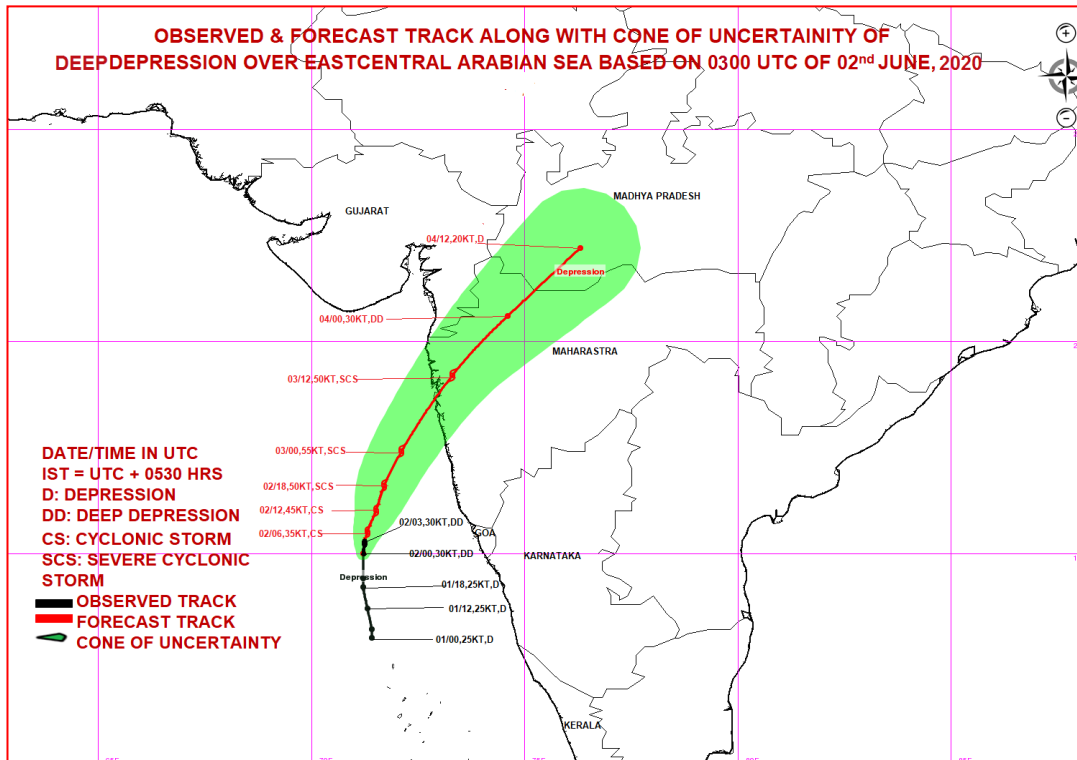 OBSERVED & FORECAST TRACK ALONG WITH CONE OF UNCERTAINITY OF
DEEPDEPRESSION OVER EASTCENTRAL ARABIAN SEA BASED ON 0300 UTC OF 02nd JUNE, 2020
+
−
MADHYA PRADESH
GUJARAT
04/12,20KT,D
Depression
04/00,30KT,DD
MAHARASTRA
03/12,50KT,SCS
03/00,55KT,SCS
02/18,50KT,SCS
02/12,45KT,CS
02/03,30KT,DD
02/06,35KT,CS
GOA
02/00,30KT,DD
KARNATAKA
Depression
01/18,25KT,D
01/12,25KT,D
01/00,25KT,D
KERALA
DATE/TIME IN UTC
IST = UTC + 0530 HRS
D: DEPRESSION
DD: DEEP DEPRESSION
CS: CYCLONIC STORM
SCS: SEVERE CYCLONIC
STORM
OBSERVED TRACK
FORECAST TRACK
CONE OF UNCERTAINTY